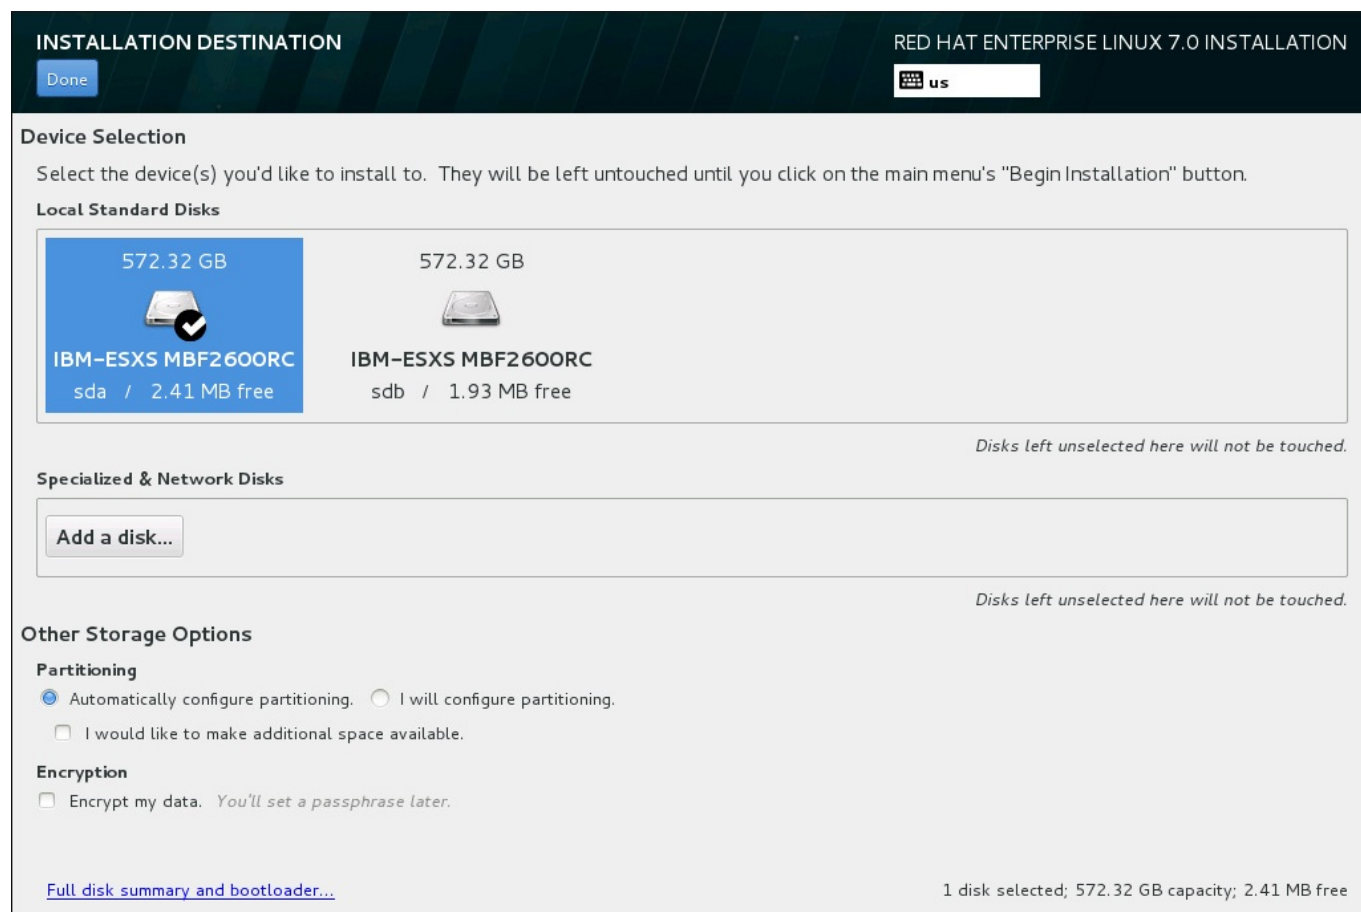 INSTALLATION DESTINATION
RED HAT ENTERPRISE LINUX 7.0 INSTALLATION
Done
us
Device Selection
Select the device(s) you'd like to install to. They will be left untouched until you click on the main menu's "Begin Installation" button.
Local Standard Disks
572.32 GB
IBM-ESXS MBF2600RC
sda / 2.41 MB free
572.32 GB
IBM-ESXS MBF2600RC
sdb / 1.93 MB free
Disks left unselected here will not be touched.
Specialized & Network Disks
Add a disk...
Disks left unselected here will not be touched.
Other Storage Options
Partitioning
Automatically configure partitioning. I will configure partitioning.
I would like to make additional space available.
Encryption
Encrypt my data. You'll set a passphrase later.
Full disk summary and bootloader...
1 disk selected; 572.32 GB capacity; 2.41 MB free